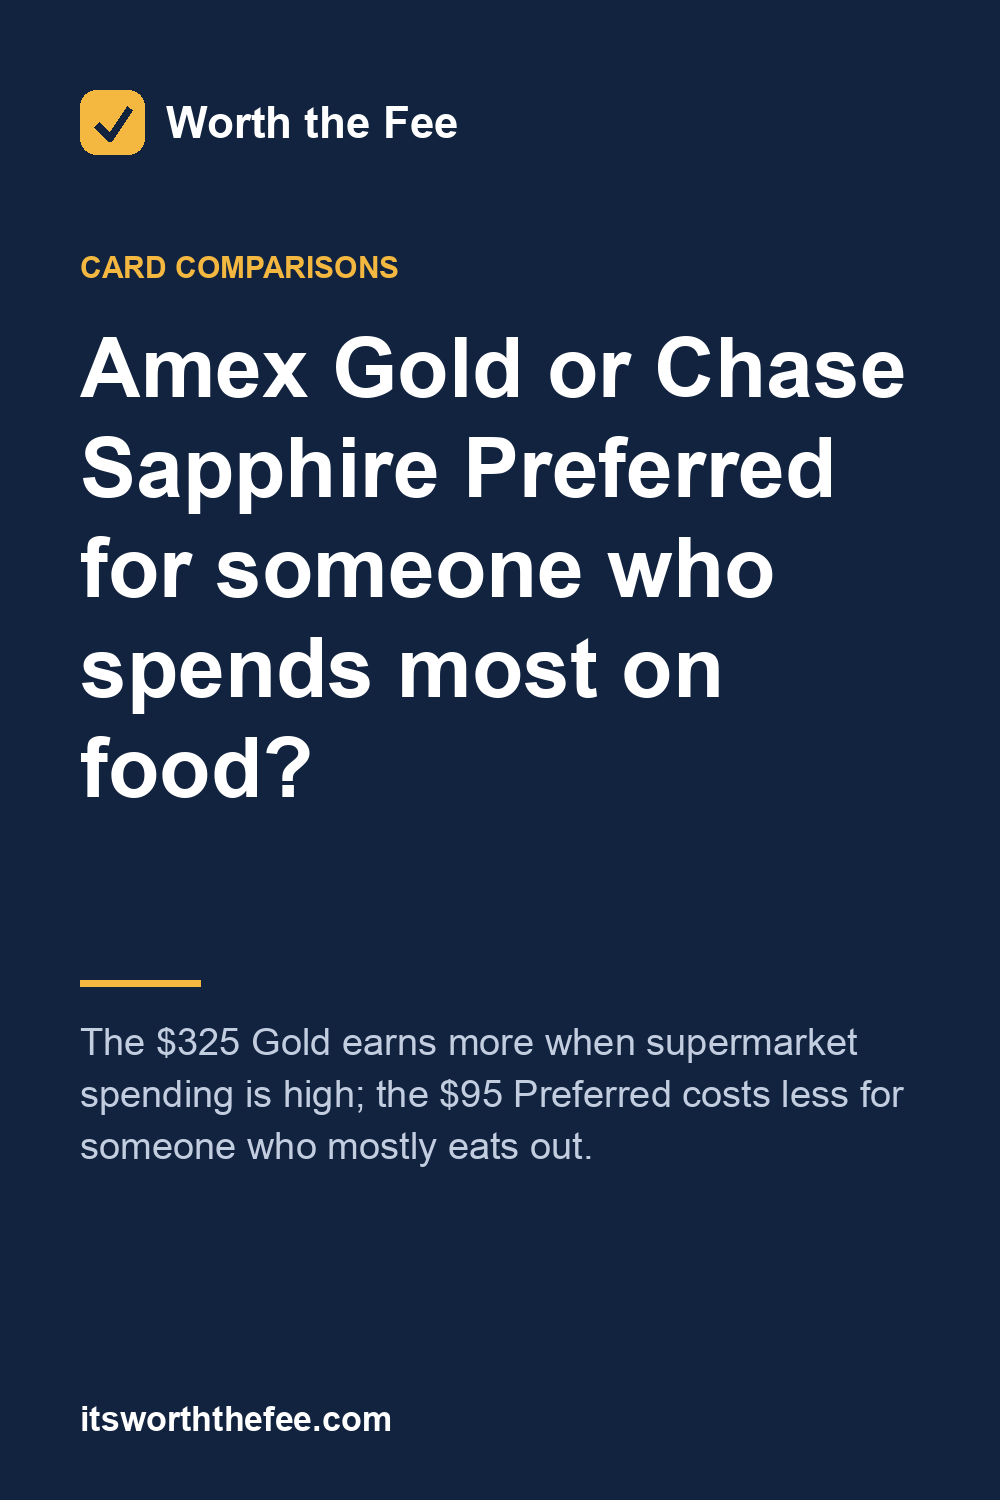 Worth the Fee
CARD COMPARISONS
Amex Gold or Chase
Sapphire Preferred
for someone who
spends most on
food?
The $325 Gold earns more when supermarket
spending is high; the $95 Preferred costs less for
someone who mostly eats out.
itsworththefee.com